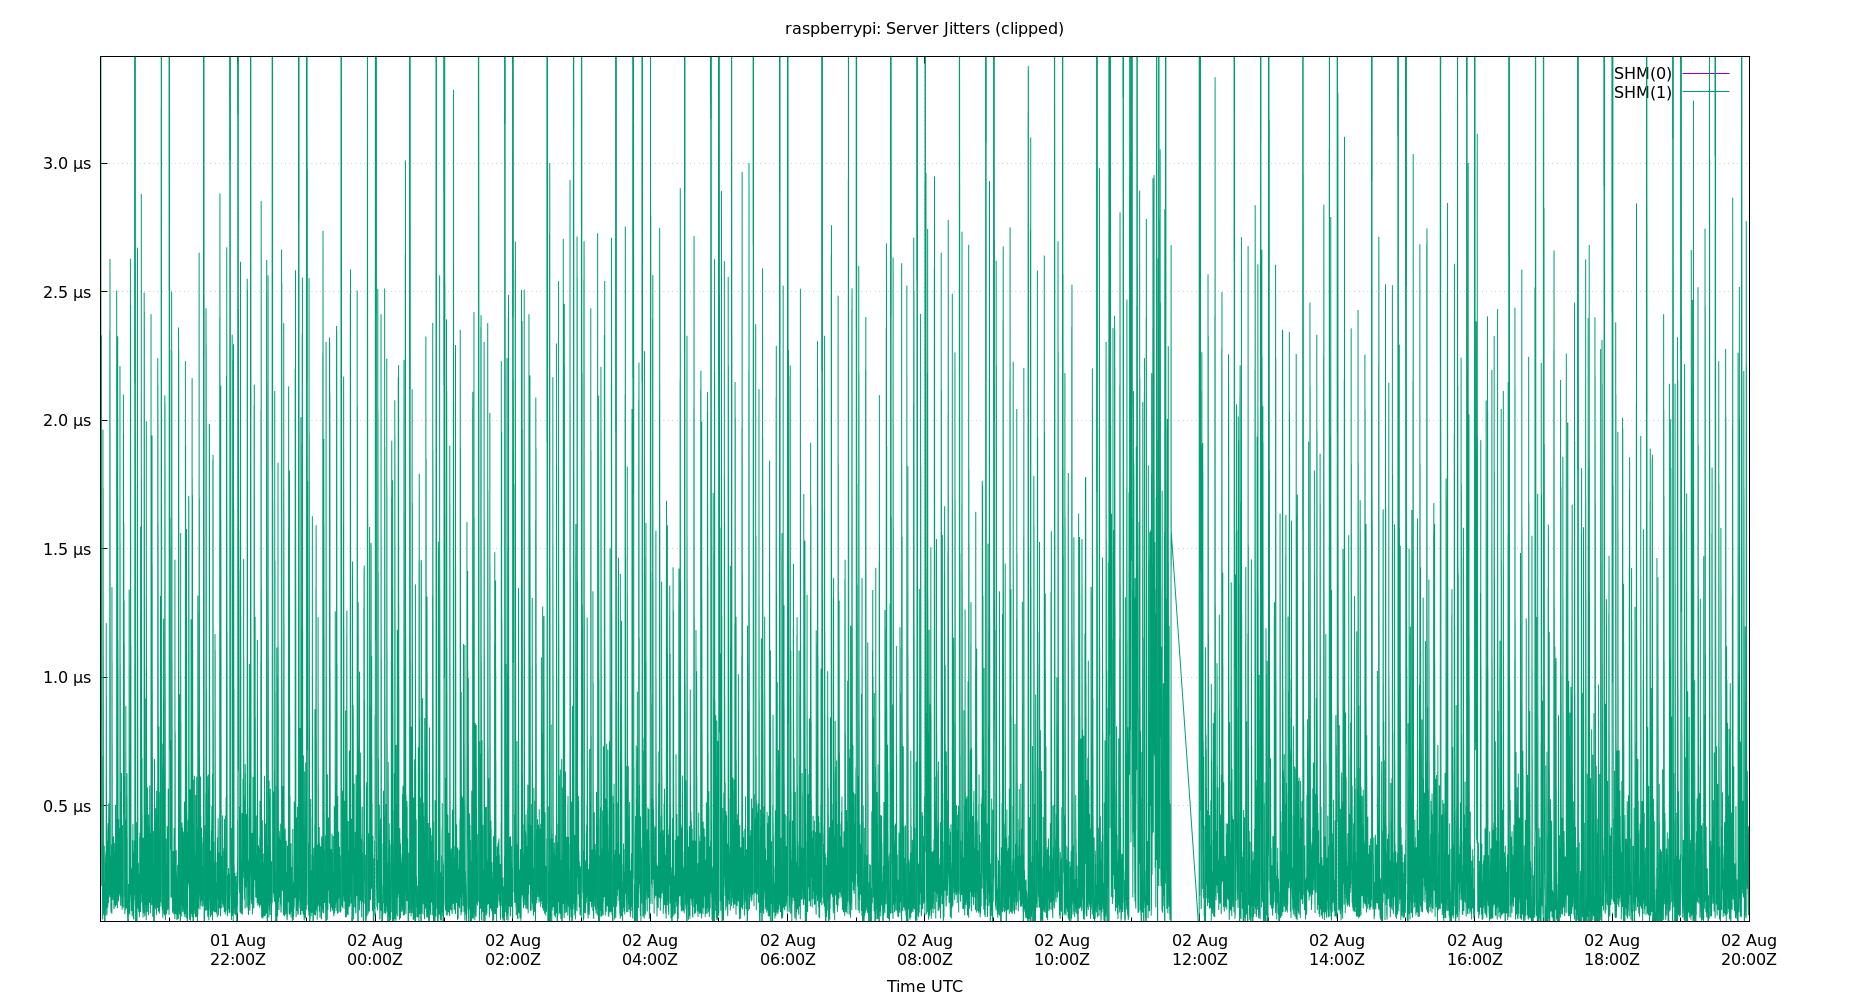 raspberrypi: Server Jitters (clipped)
SHM(0)
SHM(1)
3.0 µs
2.5 µs
2.0 µs
1.5 µs
1.0 µs
0.5 µs
01 Aug 02 Aug 02 Aug 02 Aug 02 Aug 02 Aug 02 Aug 02 Aug 02 Aug 02 Aug 02 Aug 02 Aug
22:00Z 00:00Z 02:00Z 04:00Z 06:00Z 08:00Z 10:00Z 12:00Z 14:00Z 16:00Z 18:00Z 20:00Z
Time UTC